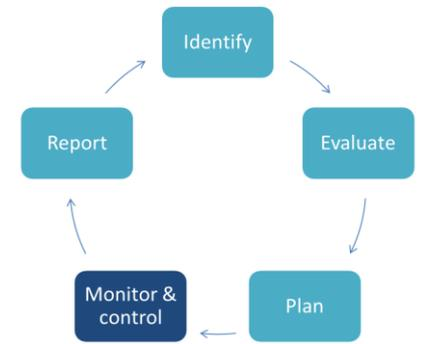 Identify
Evaluate
Plan
Monitor &
control
Report